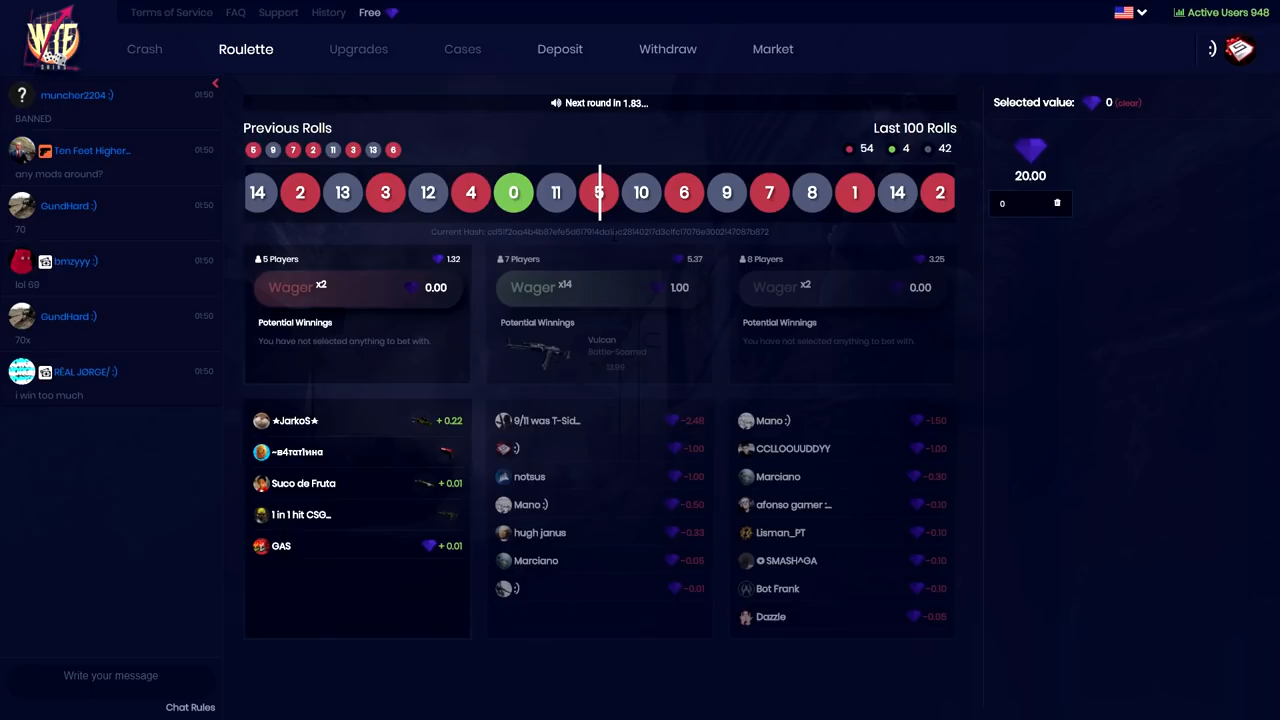 Terms of Service FAQ Support History Free
Active Users 948
WTF
SKINS
Crash Roulette Upgrades Cases Deposit Withdraw Market
:)
muncher2204 :) 01:50
BANNED
Ten Feet Higher... 01:50
any mods around?
GundHard :) 01:50
70
bmzyyy :) 01:50
lol 69
GundHard :) 01:50
70x
RĒAL JØRGE/ :) 01:50
i win too much
Write your message
Chat Rules
Next round in 1.83...
Previous Rolls Last 100 Rolls
5 9 7 2 11 3 13 6 54 4 42
14 2 13 3 12 4 0 11 5 10 6 9 7 8 1 14 2
Current Hash:
5 Players 1.32
Wager x2 0.00
Potential Winnings
You have not selected anything to bet with.
7 Players 5.37
Wager x14 1.00
Potential Winnings
Vulcan
Battle-Scarred
13.99
8 Players 3.25
Wager x2 0.00
Potential Winnings
You have not selected anything to bet with.
★JarkoS★ + 0.22
~в4тат1ина
Suco de Fruta + 0.01
1 in 1 hit CSG...
GAS + 0.01
9/11 was T-Sid... -2.48
:) -1.00
notsus -1.00
Mano :) -0.50
hugh janus -0.33
Marciano -0.05
:) -0.01
Mano :) -1.50
CCLLOOUUDDYY -1.00
Marciano -0.30
afonso gamer :... -0.10
Lisman_PT -0.10
✪ SMASH^GA -0.10
Bot Frank -0.10
Dazzle -0.05
Selected value: 0 (clear)
20.00
0